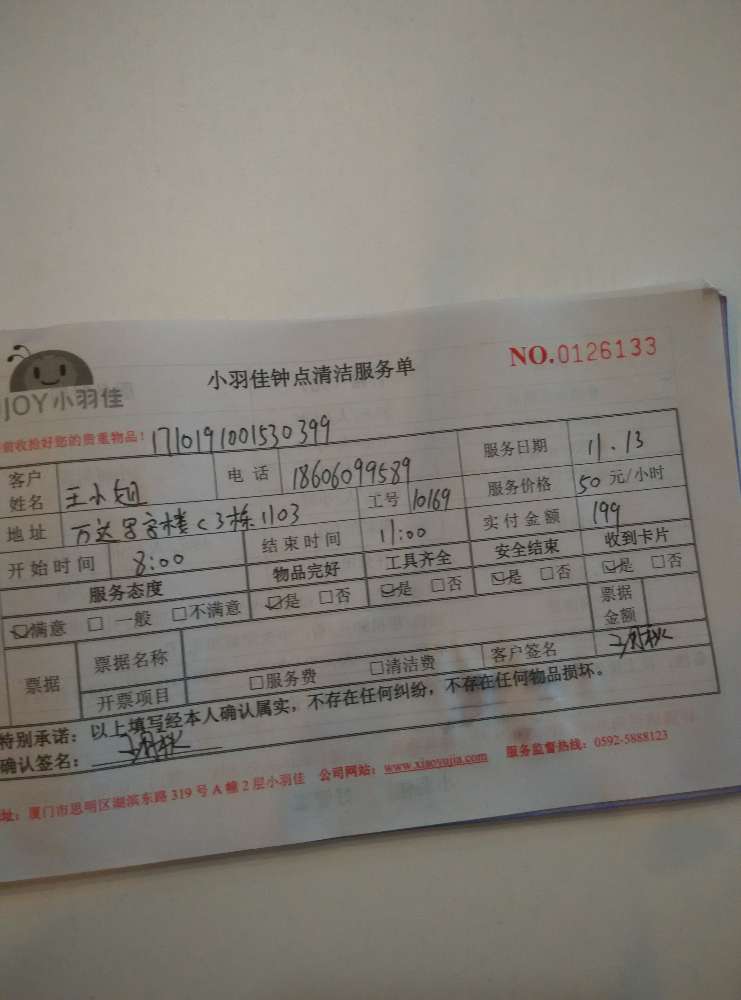 JOY小羽佳
小羽佳钟点清洁服务单
NO.0126133
前收捡好您的贵重物品! 1710191001530399
客户姓名 王小姐 电话 18606099589 服务日期 11.13
地址 万达写字楼C3栋1103 工号 10169 服务价格 50元/小时
开始时间 8:00 结束时间 11:00 实付金额 199
服务态度 物品完好 工具齐全 安全结束 收到卡片
☑满意 □一般 □不满意 ☑是 □否 ☑是 □否 ☑是 □否 ☑是 □否
票据 票据名称 票据金额
开票项目 □服务费 □清洁费 客户签名
特别承诺:以上填写经本人确认属实,不存在任何纠纷,不存在任何物品损坏。
确认签名:
址:厦门市思明区湖滨东路319号A幢2层小羽佳 公司网站:www.xiaoyujia.com 服务监督热线:0592-5888123